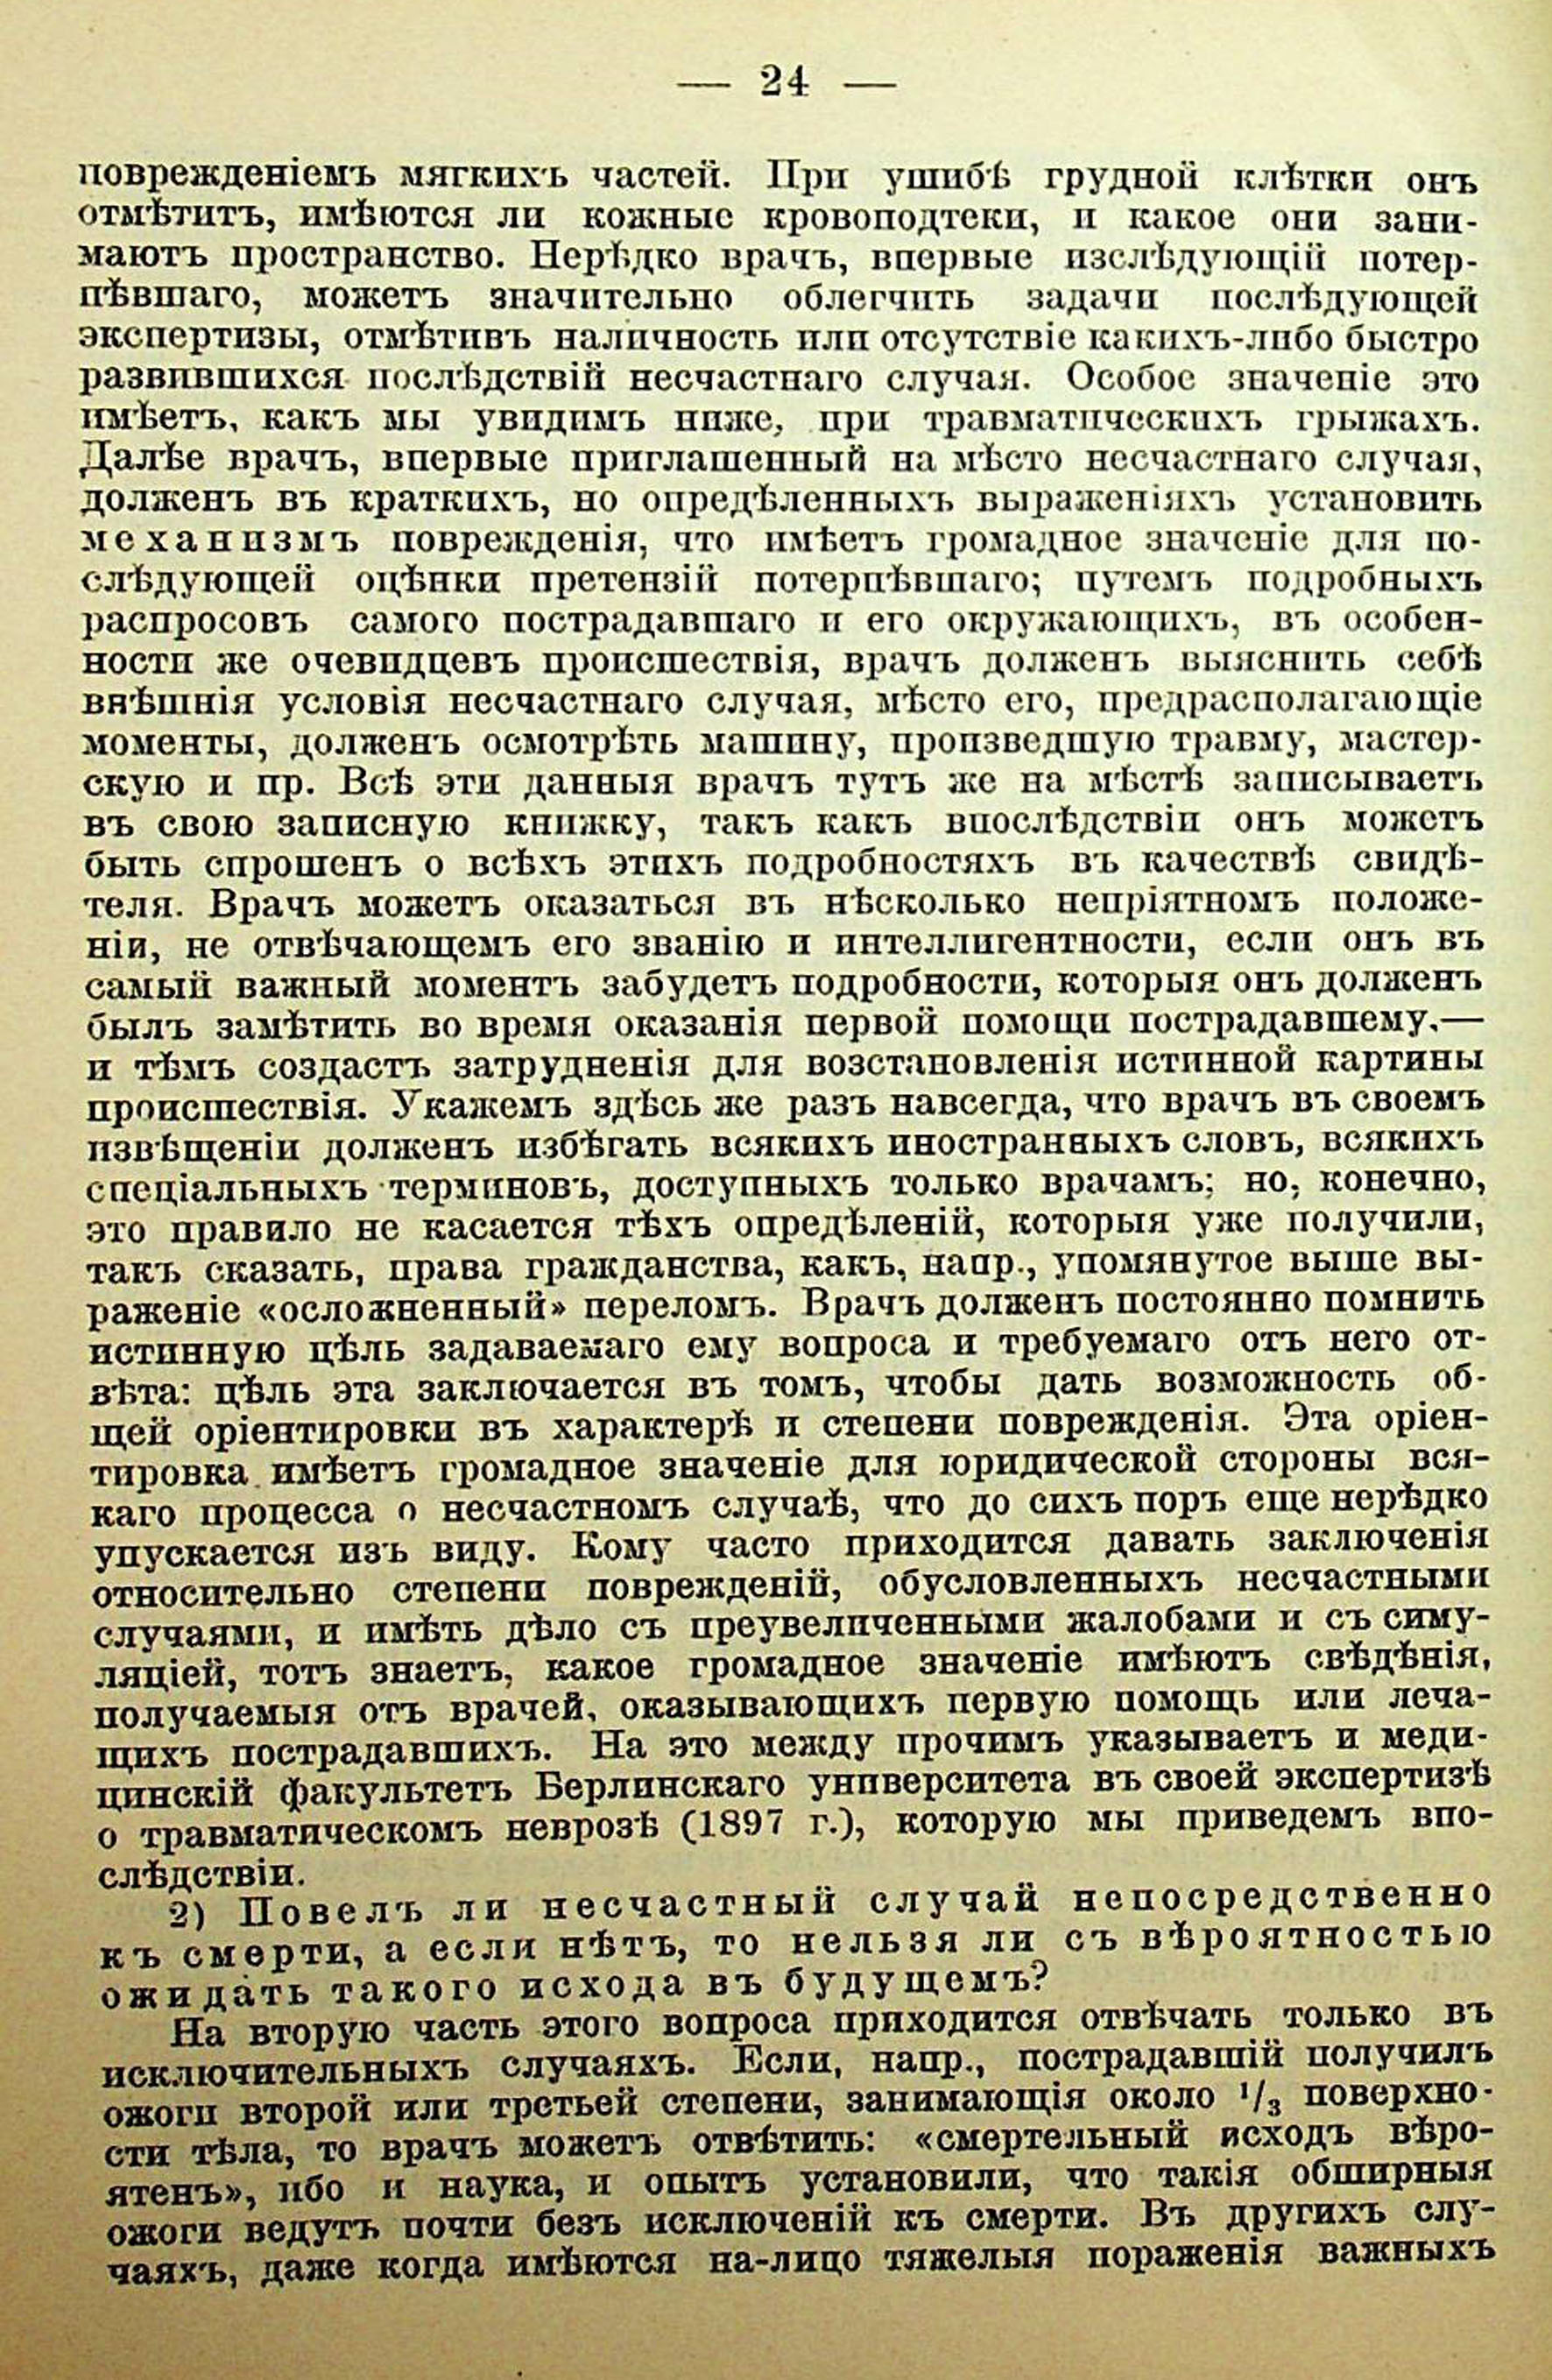 — 24 —
поврежденіемъ мягкихъ частей. При ушибѣ грудной клѣтки онъ
отмѣтитъ, имѣются ли кожные кровоподтеки, и какое они зани-
маютъ пространство. Нерѣдко врачъ, впервые изслѣдующій потер-
пѣвшаго, можетъ значительно облегчить задачи послѣдующей
экспертизы, отмѣтивъ наличность или отсутствіе какихъ-либо быстро
развившихся послѣдствій несчастнаго случая. Особое значеніе это
имѣетъ, какъ мы увидимъ ниже, при травматическихъ грыжахъ.
Далѣе врачъ, впервые приглашенный на мѣсто несчастнаго случая,
долженъ въ краткихъ, но опредѣленныхъ выраженіяхъ установить
механизмъ поврежденія, что имѣетъ громадное значеніе для по-
слѣдующей оцѣнки претензій потерпѣвшаго; путемъ подробныхъ
распросовъ самого пострадавшаго и его окружающихъ, въ особен-
ности же очевидцевъ происшествія, врачъ долженъ выяснить себѣ
внѣшнія условія несчастнаго случая, мѣсто его, предрасполагающіе
моменты, долженъ осмотрѣть машину, произведшую травму, мастер-
скую и пр. Всѣ эти данныя врачъ тутъ же на мѣстѣ записываетъ
въ свою записную книжку, такъ какъ впослѣдствіи онъ можетъ
быть спрошенъ о всѣхъ этихъ подробностяхъ въ качествѣ свидѣ-
теля. Врачъ можетъ оказаться въ нѣсколько непріятномъ положе-
ніи, не отвѣчающемъ его званію и интеллигентности, если онъ въ
самый важный моментъ забудетъ подробности, которыя онъ долженъ
былъ замѣтить во время оказанія первой помощи пострадавшему,—
и тѣмъ создастъ затрудненія для возстановленія истинной картины
происшествія. Укажемъ здѣсь же разъ навсегда, что врачъ въ своемъ
извѣщеніи долженъ избѣгать всякихъ иностранныхъ словъ, всякихъ
спеціальныхъ терминовъ, доступныхъ только врачамъ; но, конечно,
это правило не касается тѣхъ опредѣленій, которыя уже получили,
такъ сказать, права гражданства, какъ, напр., упомянутое выше вы-
раженіе «осложненный» переломъ. Врачъ долженъ постоянно помнить
истинную цѣль задаваемаго ему вопроса и требуемаго отъ него от-
вѣта: цѣль эта заключается въ томъ, чтобы дать возможность об-
щей оріентировки въ характерѣ и степени поврежденія. Эта оріен-
тировка имѣетъ громадное значеніе для юридической стороны вся-
каго процесса о несчастномъ случаѣ, что до сихъ поръ еще нерѣдко
упускается изъ виду. Кому часто приходится давать заключенія
относительно степени поврежденій, обусловленныхъ несчастными
случаями, и имѣть дѣло съ преувеличенными жалобами и съ симу-
ляціей, тотъ знаетъ, какое громадное значеніе имѣютъ свѣдѣнія,
получаемыя отъ врачей, оказывающихъ первую помощь или леча-
щихъ пострадавшихъ. На это между прочимъ указываетъ и меди-
цинскій факультетъ Берлинскаго университета въ своей экспертизѣ
о травматическомъ неврозѣ (1897 г.), которую мы приведемъ впо-
слѣдствіи.
2) Повелъ ли несчастный случай непосредственно
къ смерти, а если нѣтъ, то нельзя ли съ вѣроятностью
ожидать такого исхода въ будущемъ?
На вторую часть этого вопроса приходится отвѣчать только въ
исключительныхъ случаяхъ. Если, напр., пострадавшій получилъ
ожоги второй или третьей степени, занимающія около 1/3 поверхно-
сти тѣла, то врачъ можетъ отвѣтить: «смертельный исходъ вѣро-
ятенъ», ибо и наука, и опытъ установили, что такія обширныя
ожоги ведутъ почти безъ исключеній къ смерти. Въ другихъ слу-
чаяхъ, даже когда имѣются на-лицо тяжелыя пораженія важныхъ